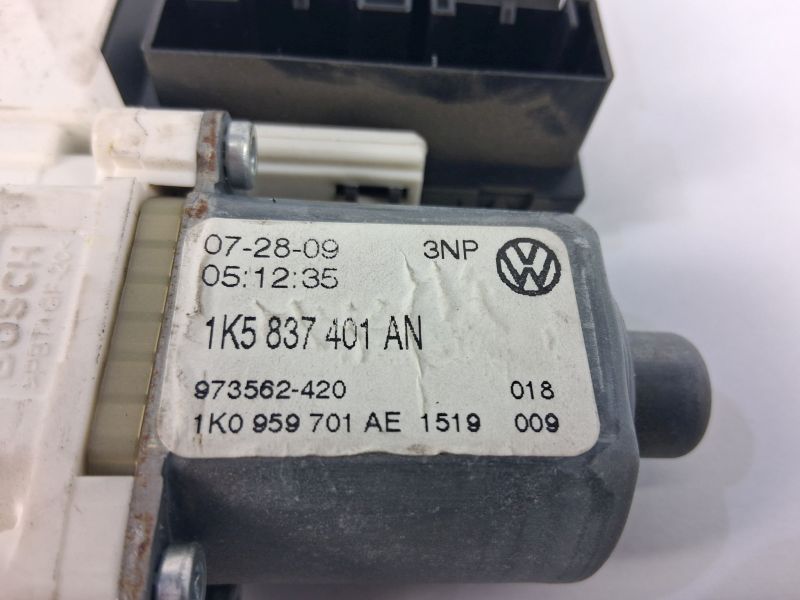 07-28-09 3NP
05:12:35
1K5 837 401 AN
973562-420 018
1K0 959 701 AE 1519 009
BOSCH